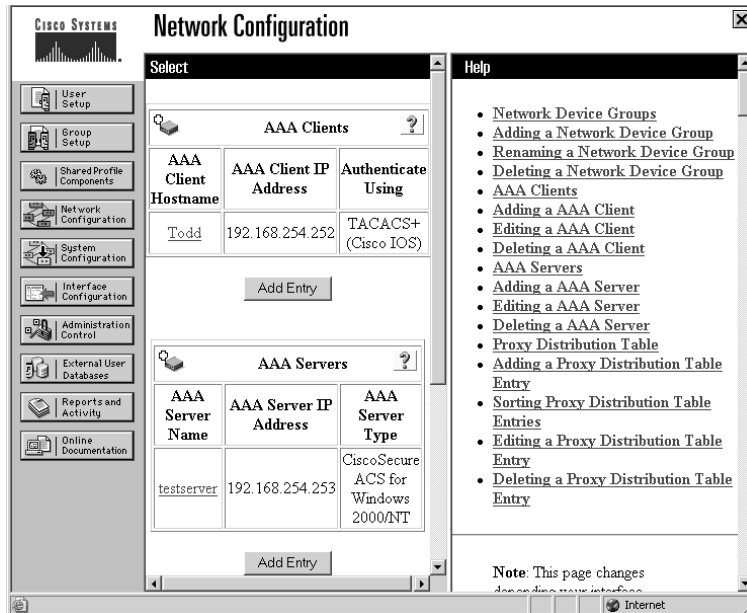 CISCO SYSTEMS
Network Configuration
User
Setup
Group
Setup
Shared Profile
Components
Network
Configuration
System
Configuration
Interface
Configuration
Administration
Control
External User
Databases
Reports and
Activity
Online
Documentation
Select
AAA Clients
?
AAA
Client
Hostname
AAA Client IP
Address
Authenticate
Using
Todd
192.168.254.252
TACACS+
(Cisco IOS)
Add Entry
AAA Servers
?
AAA
Server
Name
AAA Server IP
Address
AAA
Server
Type
testserver
192.168.254.253
CiscoSecure
ACS for
Windows
2000/NT
Add Entry
Help
Network Device Groups
Adding a Network Device Group
Renaming a Network Device Group
Deleting a Network Device Group
AAA Clients
Adding a AAA Client
Editing a AAA Client
Deleting a AAA Client
AAA Servers
Adding a AAA Server
Editing a AAA Server
Deleting a AAA Server
Proxy Distribution Table
Adding a Proxy Distribution Table
Entry
Sorting Proxy Distribution Table
Entries
Editing a Proxy Distribution Table
Entry
Deleting a Proxy Distribution Table
Entry
Note: This page changes
Internet